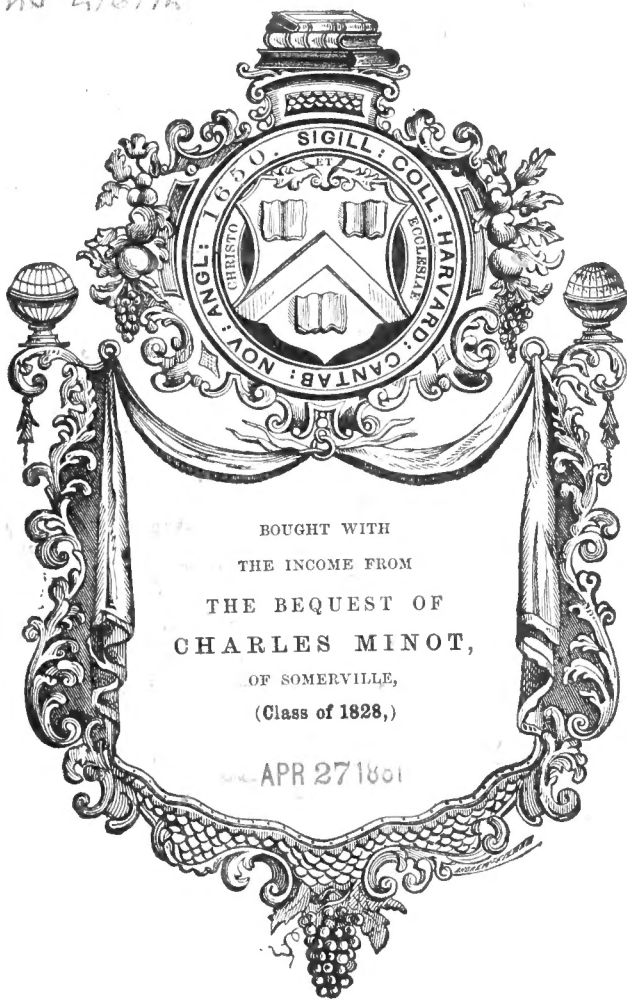 SIGILL: COLL: HARVARD: CANTAB: NOV: ANGL: 1650.
ET
CHRISTO
ECCLESIAE
BOUGHT WITH
THE INCOME FROM
THE BEQUEST OF
CHARLES MINOT,
OF SOMERVILLE,
(Class of 1828,)
APR 27 1881